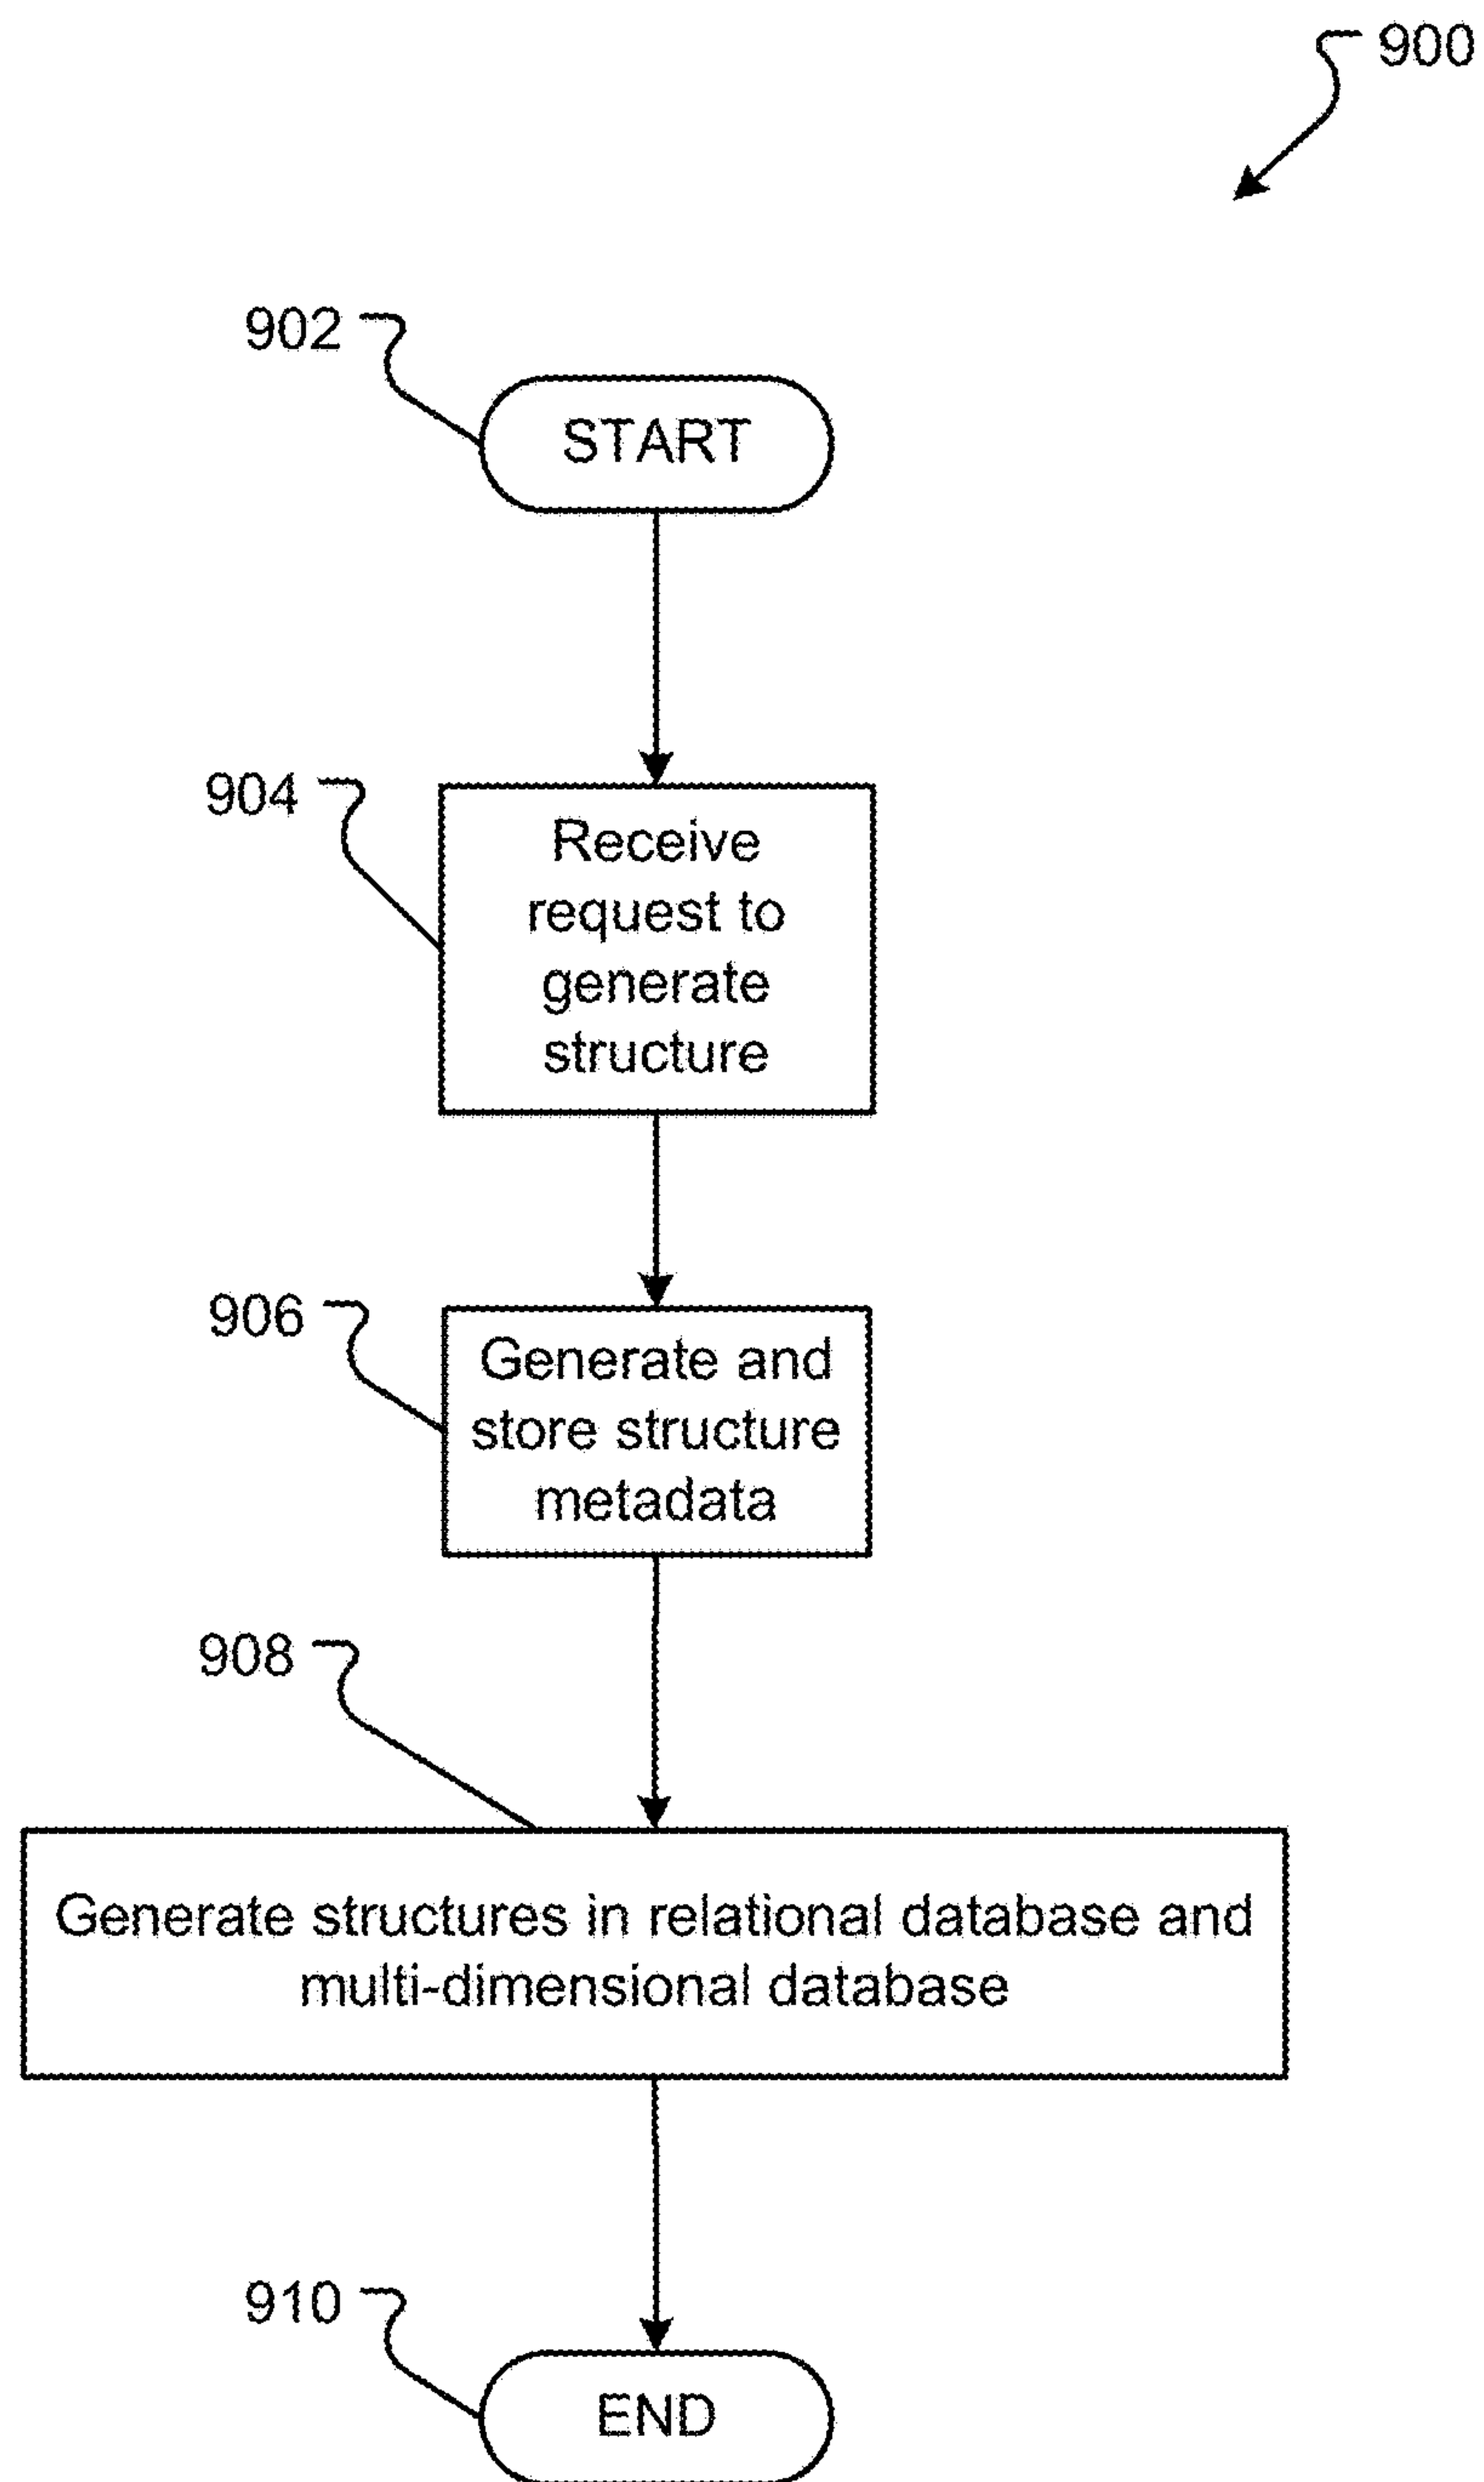 900
902
START
904
Receive
request to
generate
structure
906
Generate and
store structure
metadata
908
Generate structures in relational database and
multi-dimensional database
910
END